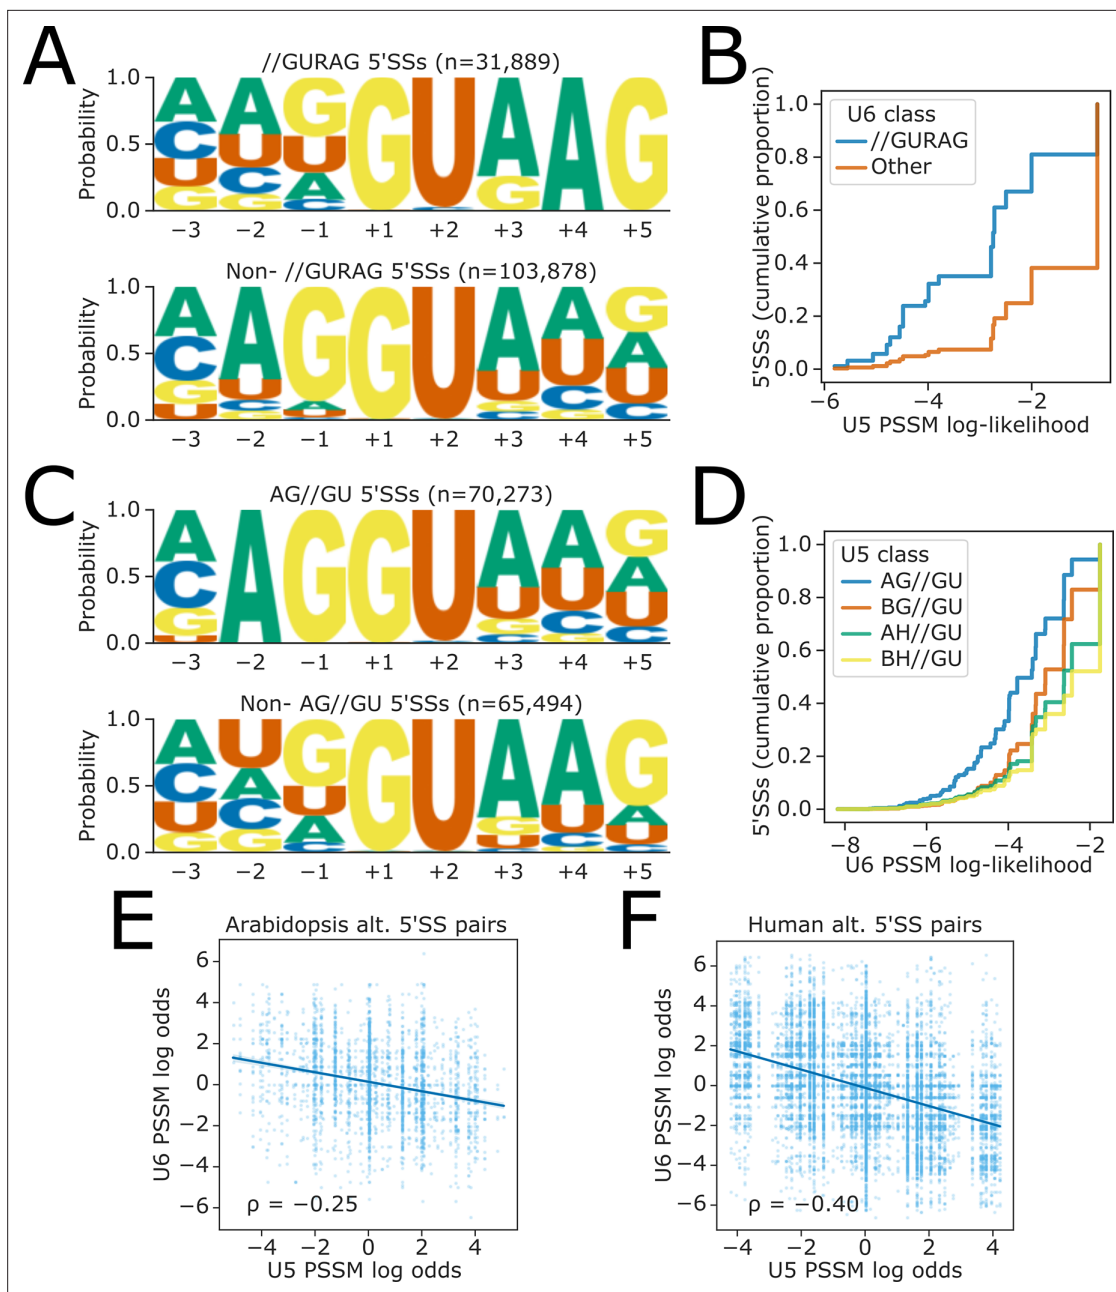 A
//GURAG 5'SSs (n=31,889)
Probability
1.0
0.5
0.0
A A G G U A A G
C U U G
U C A
G G C
−3 −2 −1 +1 +2 +3 +4 +5
Non- //GURAG 5'SSs (n=103,878)
Probability
1.0
0.5
0.0
A A G G U A A G
C U A U U A
G C U G C U
U G C G C
−3 −2 −1 +1 +2 +3 +4 +5
B
5'SSs (cumulative proportion)
1.0
0.8
0.6
0.4
0.2
0.0
U6 class
//GURAG
Other
−6 −4 −2
U5 PSSM log-likelihood
C
AG//GU 5'SSs (n=70,273)
Probability
1.0
0.5
0.0
A A G G U A A G
C U U A
G G C U
U C G C
−3 −2 −1 +1 +2 +3 +4 +5
Non- AG//GU 5'SSs (n=65,494)
Probability
1.0
0.5
0.0
A U G G U A A G
C A U G U A
U C A U C U
G G C C G C
−3 −2 −1 +1 +2 +3 +4 +5
D
5'SSs (cumulative proportion)
1.0
0.8
0.6
0.4
0.2
0.0
U5 class
AG//GU
BG//GU
AH//GU
BH//GU
−8 −6 −4 −2
U6 PSSM log-likelihood
E
Arabidopsis alt. 5'SS pairs
U6 PSSM log odds
6
4
2
0
−2
−4
−6
ρ = −0.25
−4 −2 0 2 4
U5 PSSM log odds
F
Human alt. 5'SS pairs
U6 PSSM log odds
6
4
2
0
−2
−4
−6
ρ = −0.40
−4 −2 0 2 4
U5 PSSM log odds